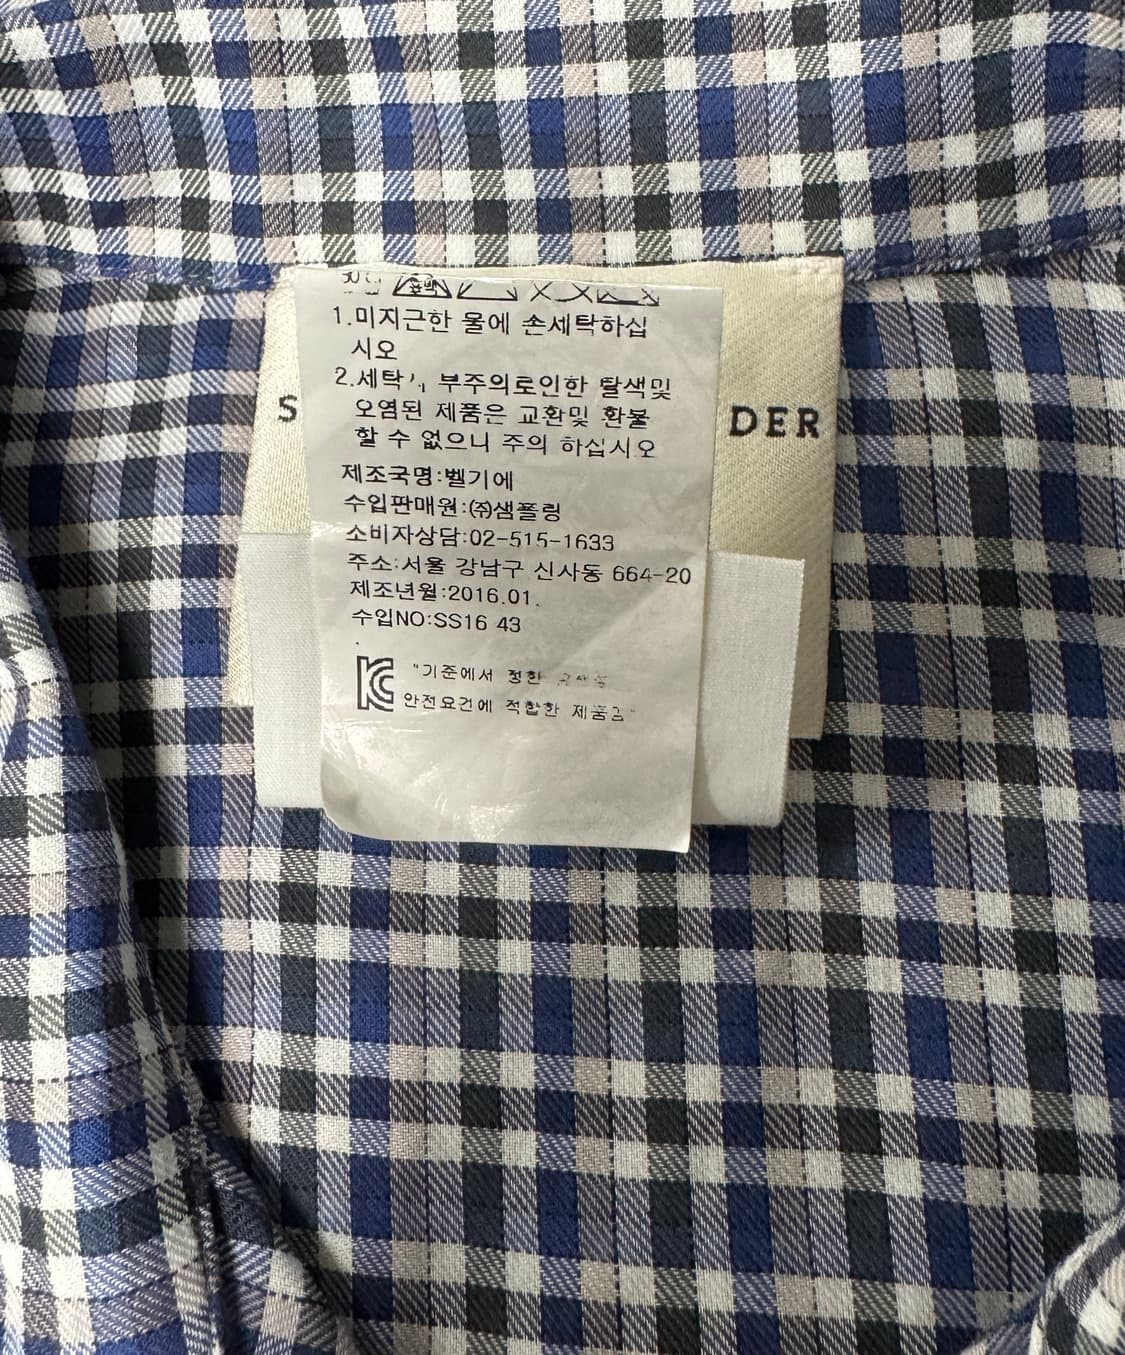 표백
1.미지근한 물에 손세탁하십
시오
2.세탁시 부주의로인한 탈색및
오염된 제품은 교환및 환불
할 수 없으니 주의 하십시오
S DER
제조국명:벨기에
수입판매원:㈜샘플링
소비자상담:02-515-1633
주소:서울 강남구 신사동 664-20
제조년월:2016.01.
수입NO:SS16 43
KC "기준에서 정한
안전요건에 적합한 제품임"